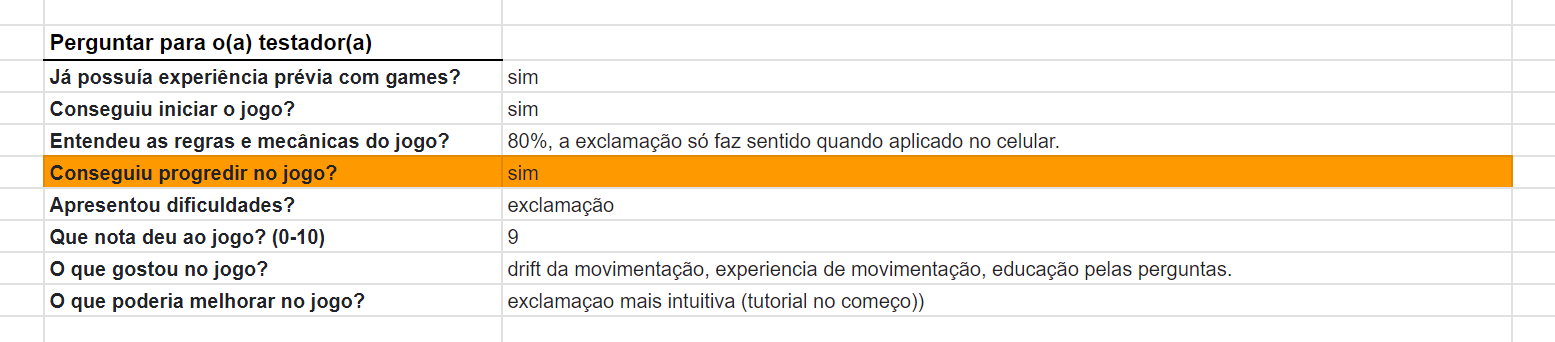 Perguntar para o(a) testador(a)
Já possuía experiência prévia com games? sim
Conseguiu iniciar o jogo? sim
Entendeu as regras e mecânicas do jogo? 80%, a exclamação só faz sentido quando aplicado no celular.
Conseguiu progredir no jogo? sim
Apresentou dificuldades? exclamação
Que nota deu ao jogo? (0-10) 9
O que gostou no jogo? drift da movimentação, experiencia de movimentação, educação pelas perguntas.
O que poderia melhorar no jogo? exclamaçao mais intuitiva (tutorial no começo))